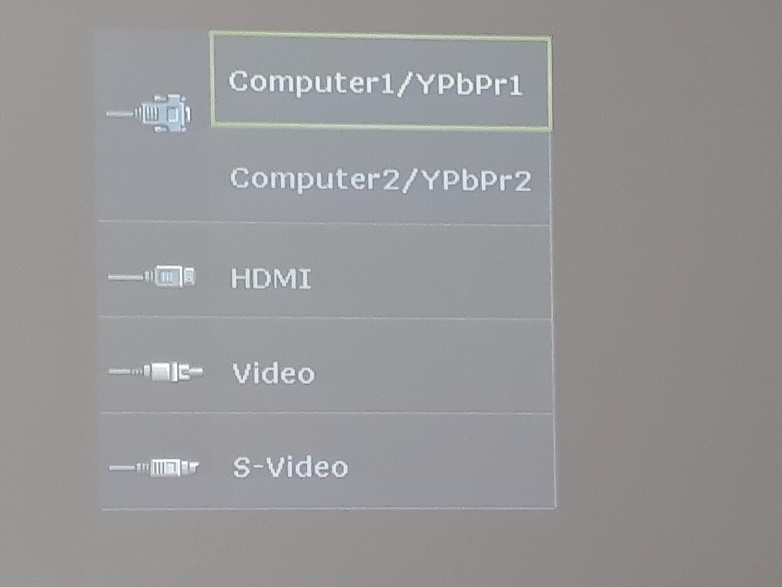 Computer1/YPbPr1
Computer2/YPbPr2
HDMI
Video
S-Video